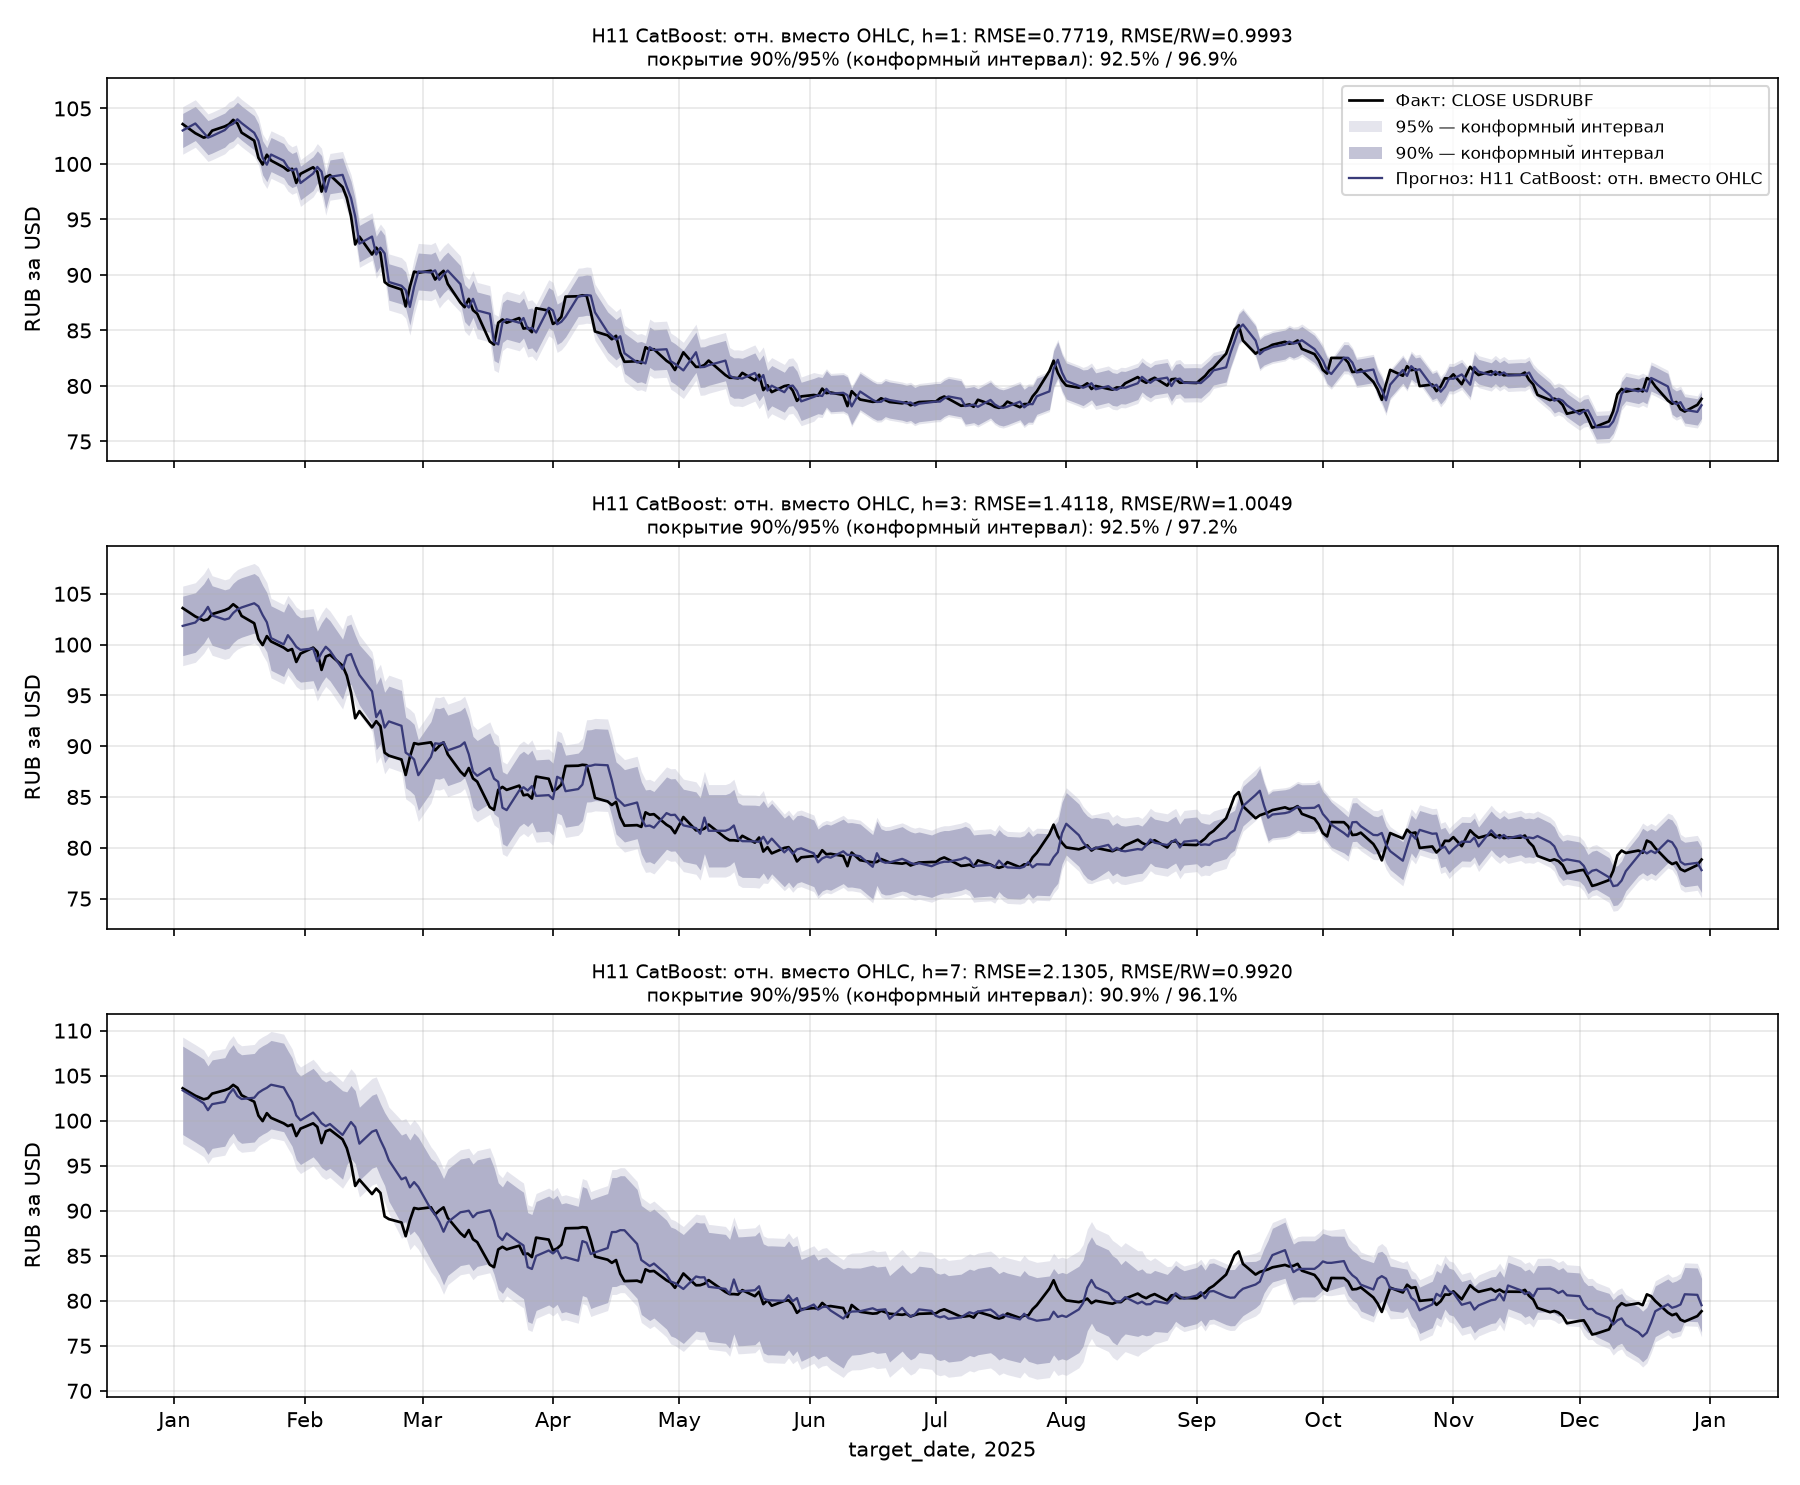 H11 CatBoost: отн. вместо OHLC, h=1: RMSE=0.7719, RMSE/RW=0.9993
покрытие 90%/95% (конформный интервал): 92.5% / 96.9%
RUB за USD
105
100
95
90
85
80
75
Факт: CLOSE USDRUBF
95% — конформный интервал
90% — конформный интервал
Прогноз: H11 CatBoost: отн. вместо OHLC
H11 CatBoost: отн. вместо OHLC, h=3: RMSE=1.4118, RMSE/RW=1.0049
покрытие 90%/95% (конформный интервал): 92.5% / 97.2%
RUB за USD
105
100
95
90
85
80
75
H11 CatBoost: отн. вместо OHLC, h=7: RMSE=2.1305, RMSE/RW=0.9920
покрытие 90%/95% (конформный интервал): 90.9% / 96.1%
RUB за USD
110
105
100
95
90
85
80
75
70
Jan Feb Mar Apr May Jun Jul Aug Sep Oct Nov Dec Jan
target_date, 2025